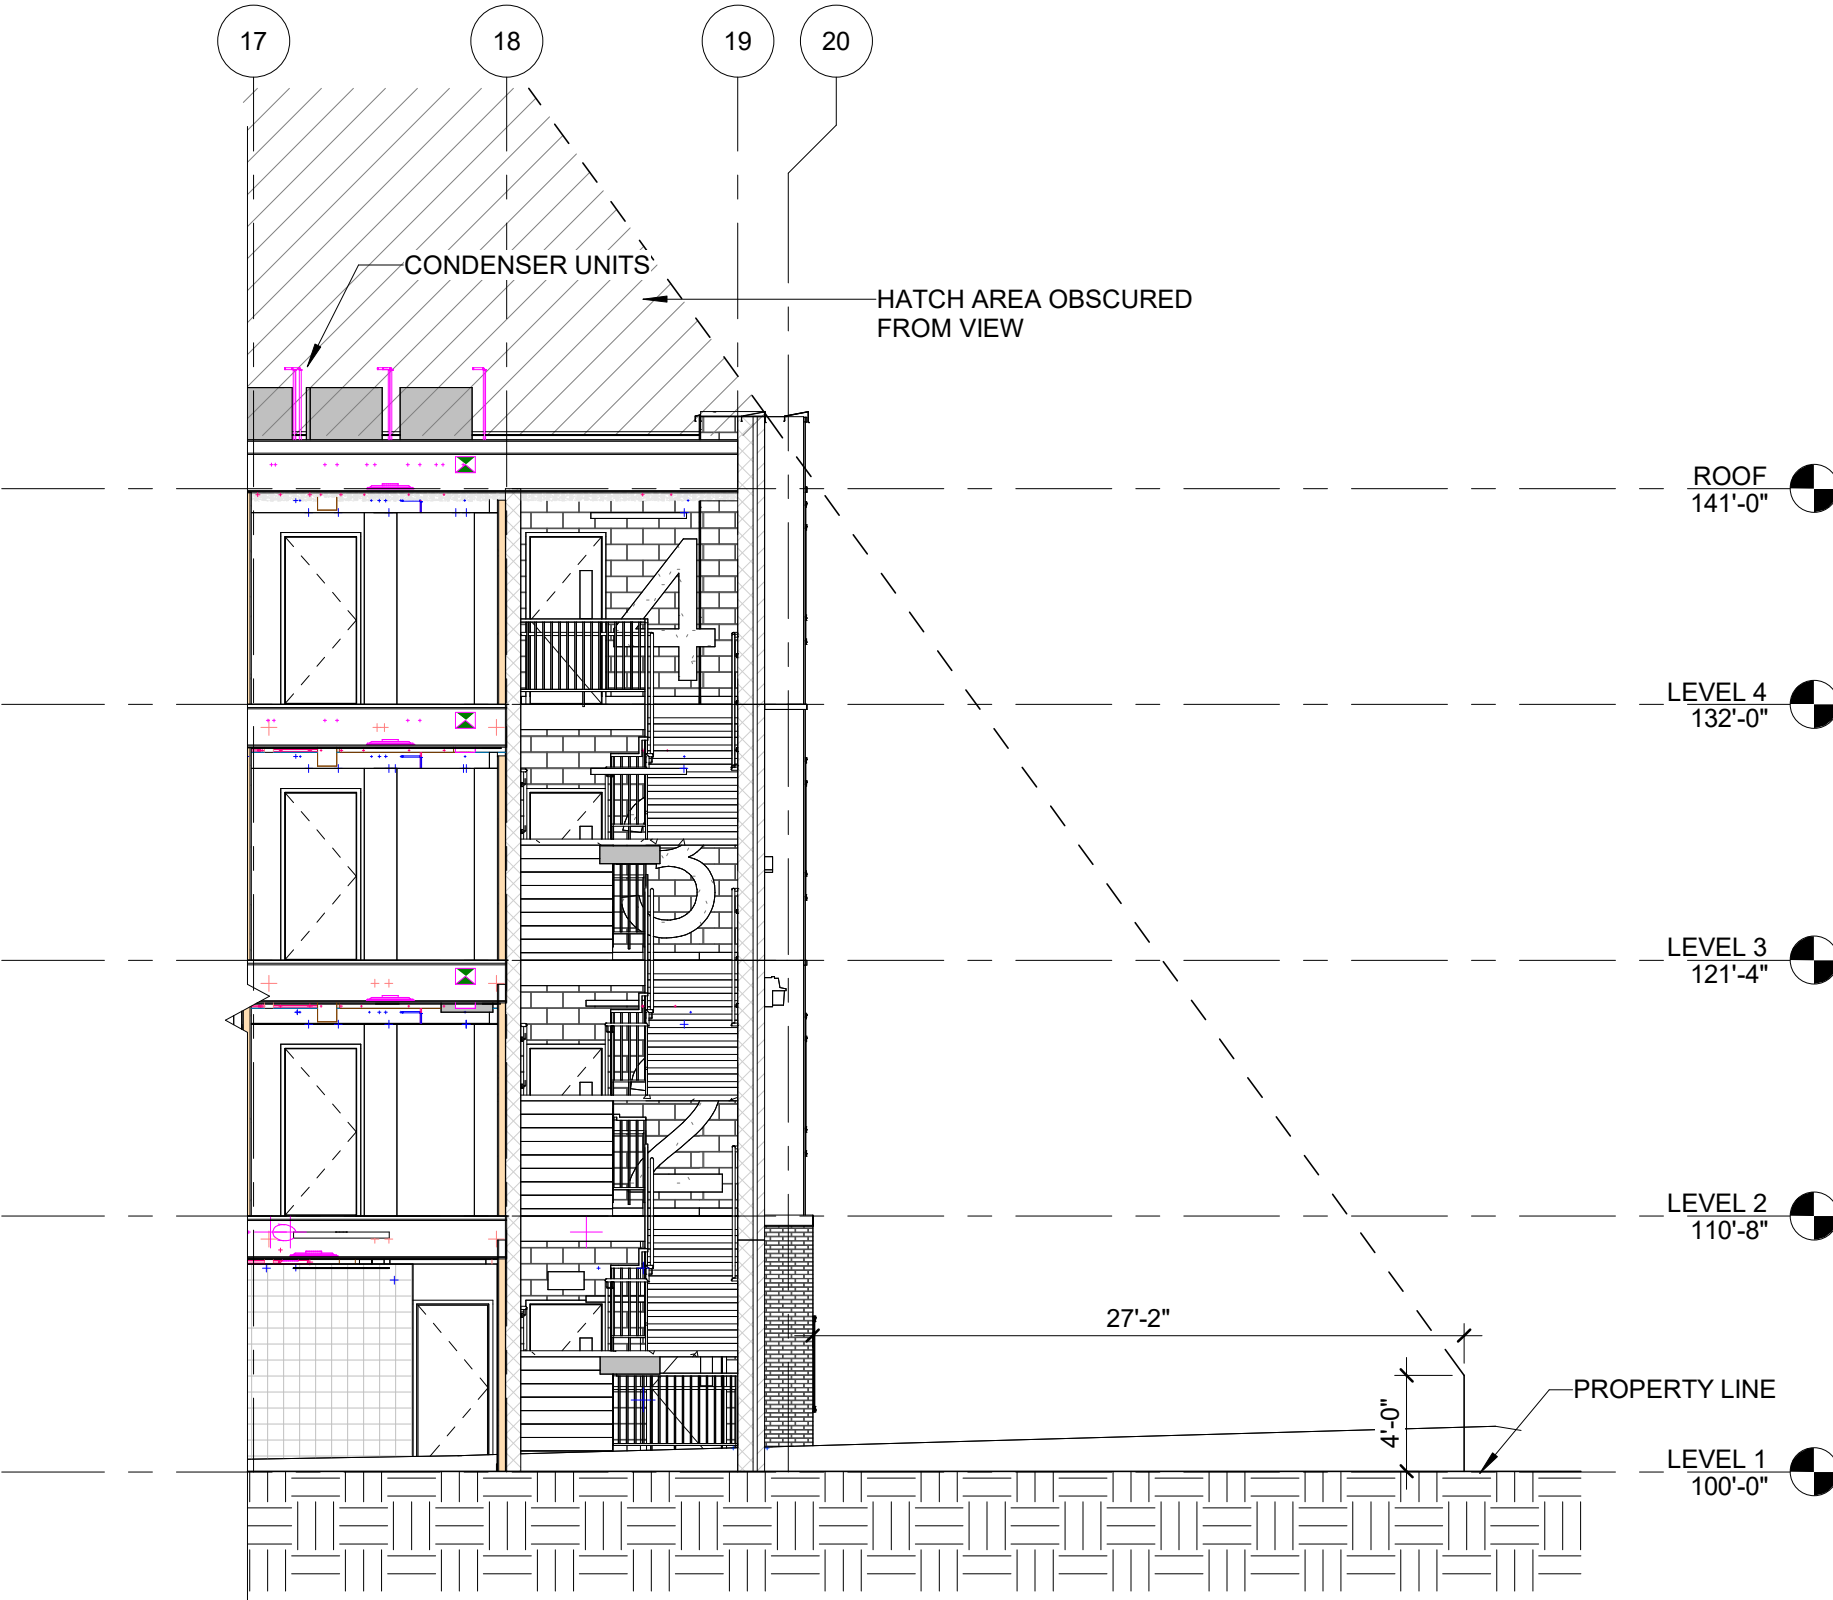 17
18
19
20
CONDENSER UNITS
HATCH AREA OBSCURED
FROM VIEW
ROOF
141'-0"
4
LEVEL 4
132'-0"
3
LEVEL 3
121'-4"
2
LEVEL 2
110'-8"
27'-2"
PROPERTY LINE
4'-0"
LEVEL 1
100'-0"